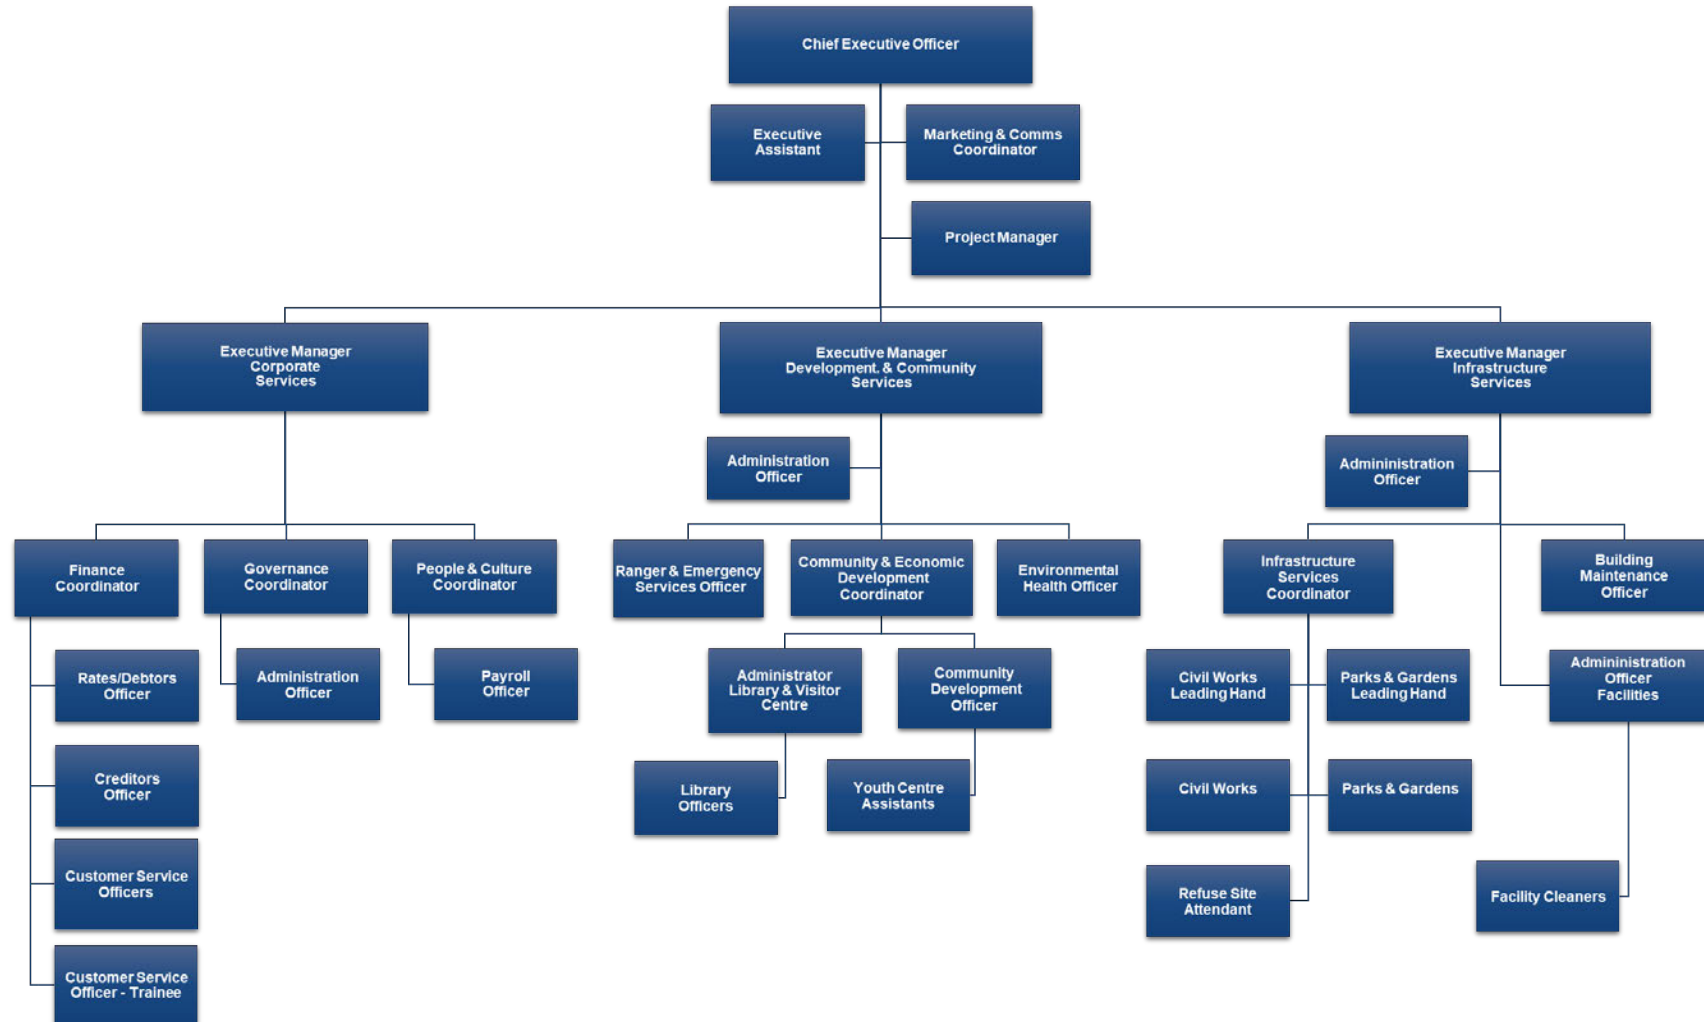 Chief Executive Officer
Executive
Assistant
Marketing & Comms
Coordinator
Project Manager
Executive Manager
Corporate
Services
Executive Manager
Development. & Community
Services
Executive Manager
Infrastructure
Services
Administration
Officer
Admininistration
Officer
Finance
Coordinator
Governance
Coordinator
People & Culture
Coordinator
Ranger & Emergency
Services Officer
Community & Economic
Development
Coordinator
Environmental
Health Officer
Infrastructure
Services
Coordinator
Building
Maintenance
Officer
Rates/Debtors
Officer
Administration
Officer
Payroll
Officer
Administrator
Library & Visitor
Centre
Community
Development
Officer
Civil Works
Leading Hand
Parks & Gardens
Leading Hand
Admininistration
Officer
Facilities
Creditors
Officer
Library
Officers
Youth Centre
Assistants
Civil Works
Parks & Gardens
Customer Service
Officers
Refuse Site
Attendant
Facility Cleaners
Customer Service
Officer - Trainee